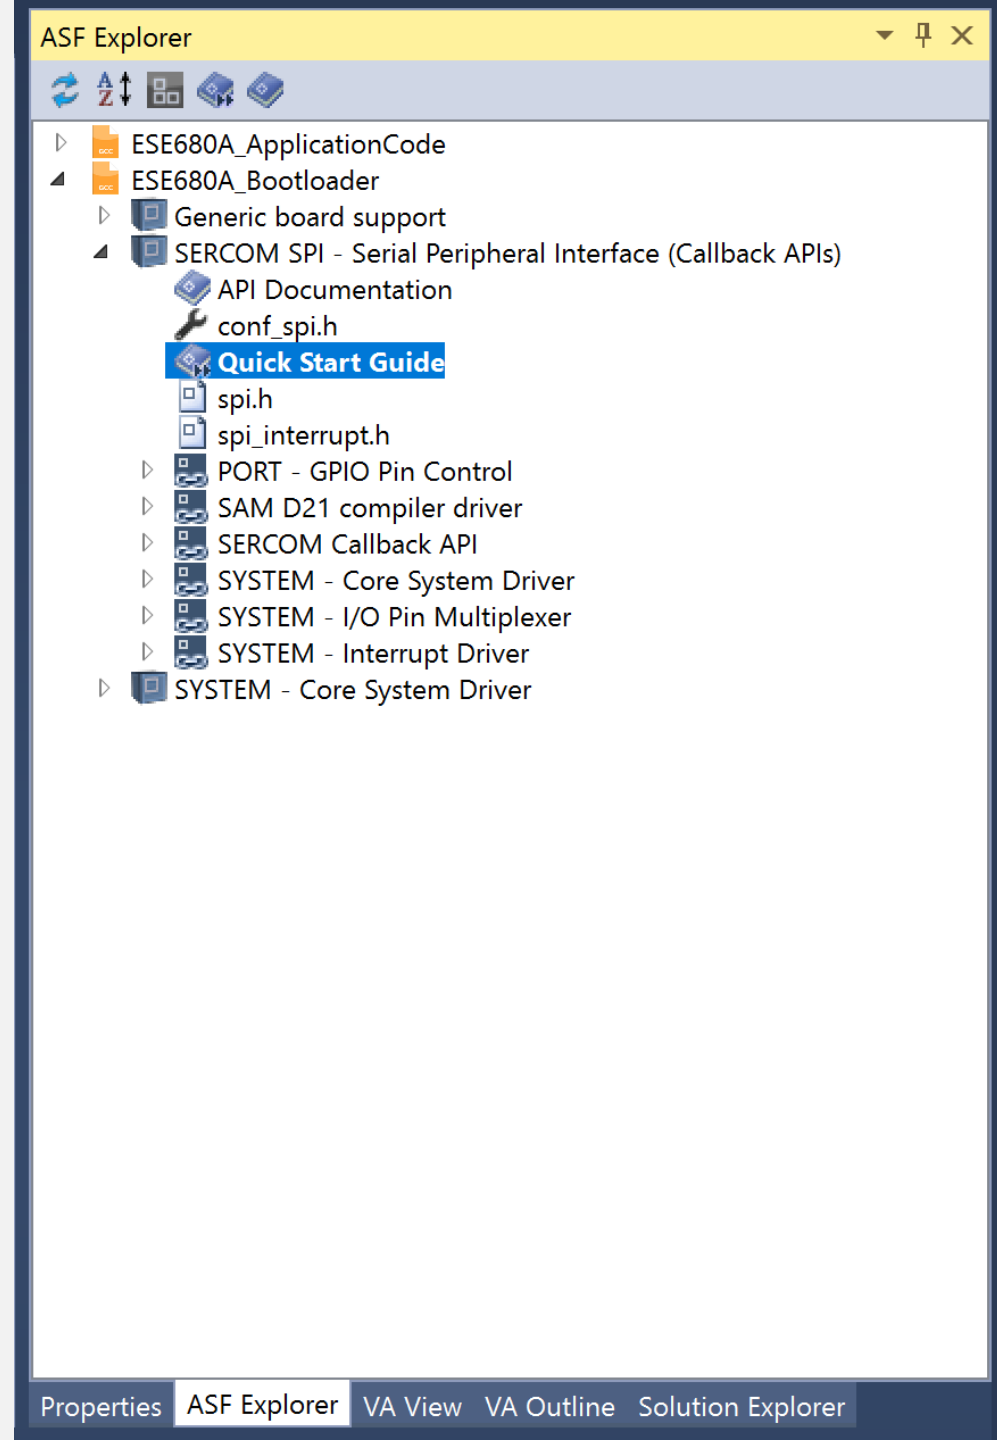 ASF Explorer
A
Z
GCC ESE680A_ApplicationCode
GCC ESE680A_Bootloader
Generic board support
SERCOM SPI - Serial Peripheral Interface (Callback APIs)
API Documentation
conf_spi.h
Quick Start Guide
spi.h
spi_interrupt.h
PORT - GPIO Pin Control
SAM D21 compiler driver
SERCOM Callback API
SYSTEM - Core System Driver
SYSTEM - I/O Pin Multiplexer
SYSTEM - Interrupt Driver
SYSTEM - Core System Driver
Properties ASF Explorer VA View VA Outline Solution Explorer